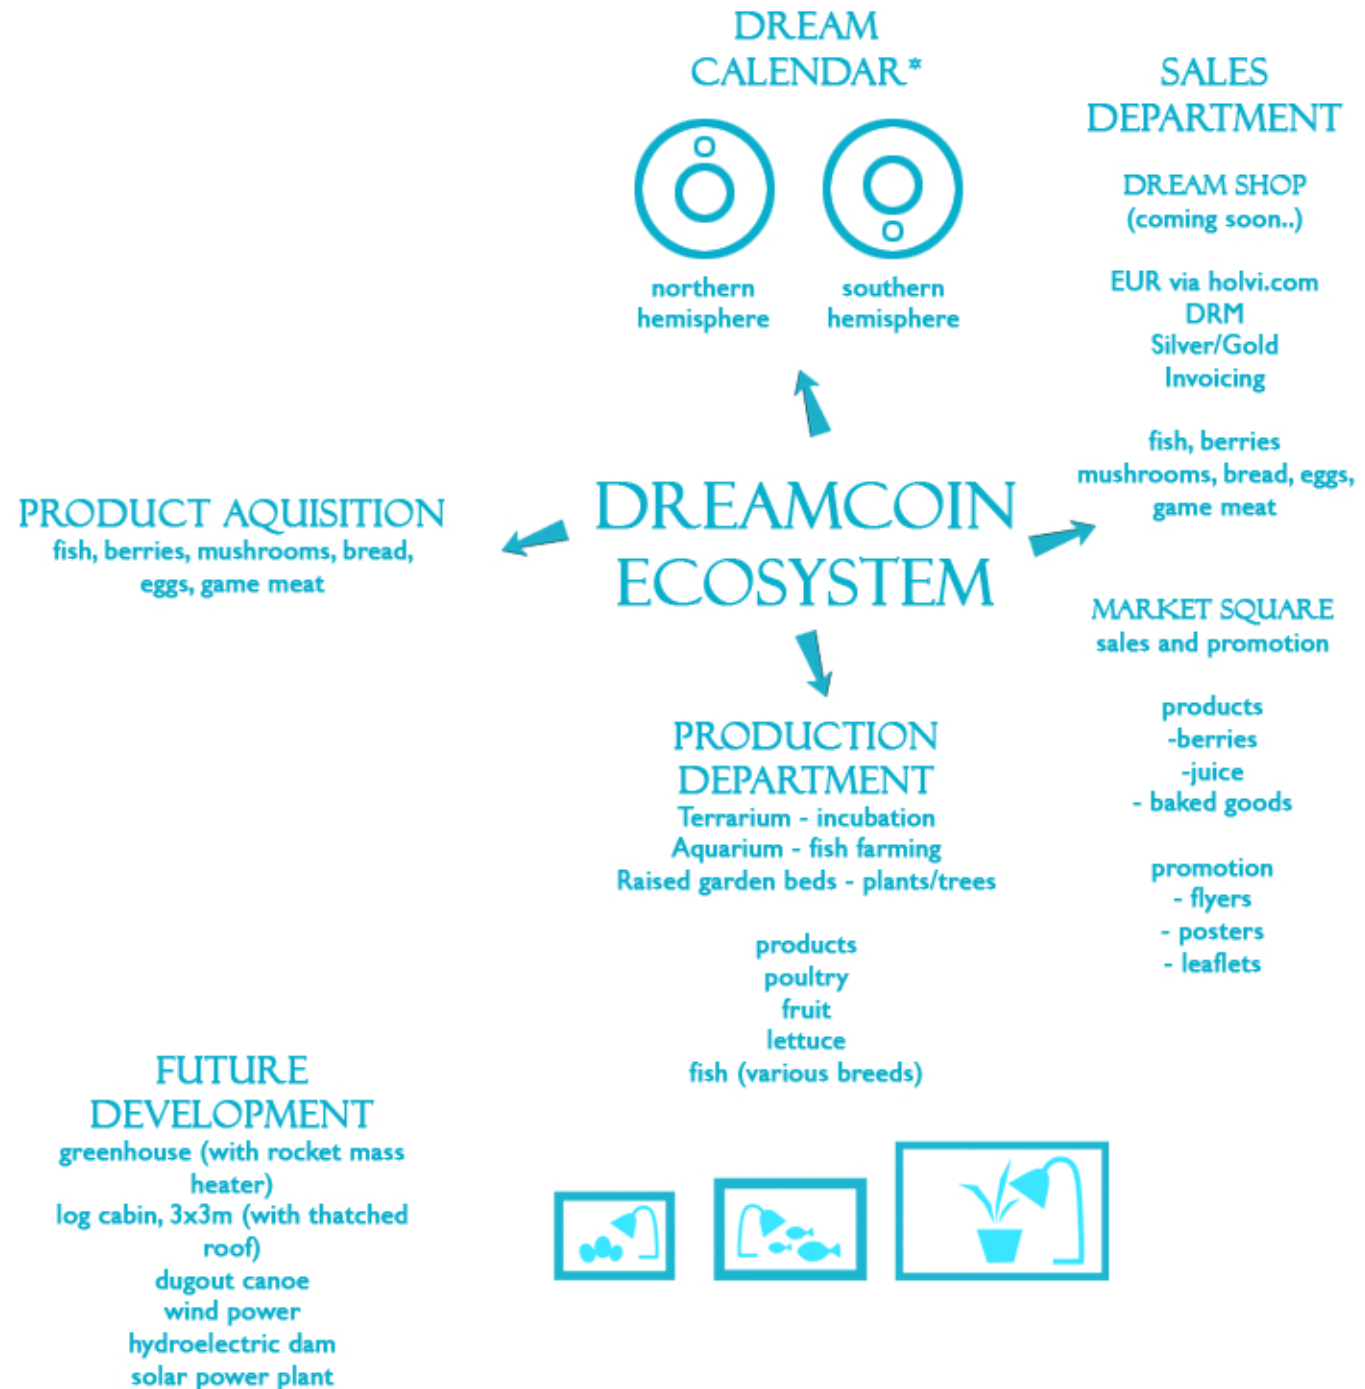 DREAM
CALENDAR*
northern
hemisphere
southern
hemisphere
SALES
DEPARTMENT
DREAM SHOP
(coming soon..)
EUR via holvi.com
DRM
Silver/Gold
Invoicing
fish, berries
mushrooms, bread, eggs,
game meat
PRODUCT AQUISITION
fish, berries, mushrooms, bread,
eggs, game meat
DREAMCOIN
ECOSYSTEM
MARKET SQUARE
sales and promotion
products
-berries
-juice
- baked goods
promotion
- flyers
- posters
- leaflets
PRODUCTION
DEPARTMENT
Terrarium - incubation
Aquarium - fish farming
Raised garden beds - plants/trees
products
poultry
fruit
lettuce
fish (various breeds)
FUTURE
DEVELOPMENT
greenhouse (with rocket mass
heater)
log cabin, 3x3m (with thatched
roof)
dugout canoe
wind power
hydroelectric dam
solar power plant